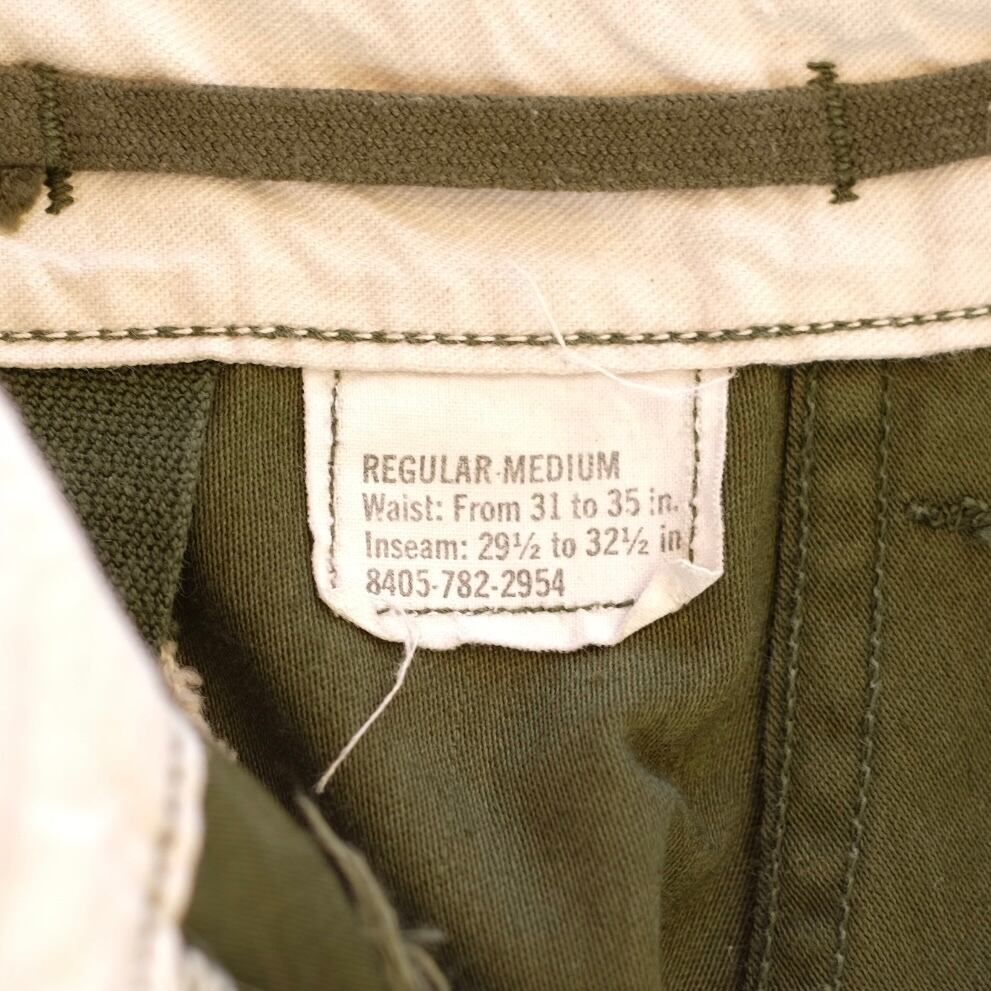 REGULAR-MEDIUM
Waist: From 31 to 35 in.
Inseam: 29½ to 32½ in
8405-782-2954